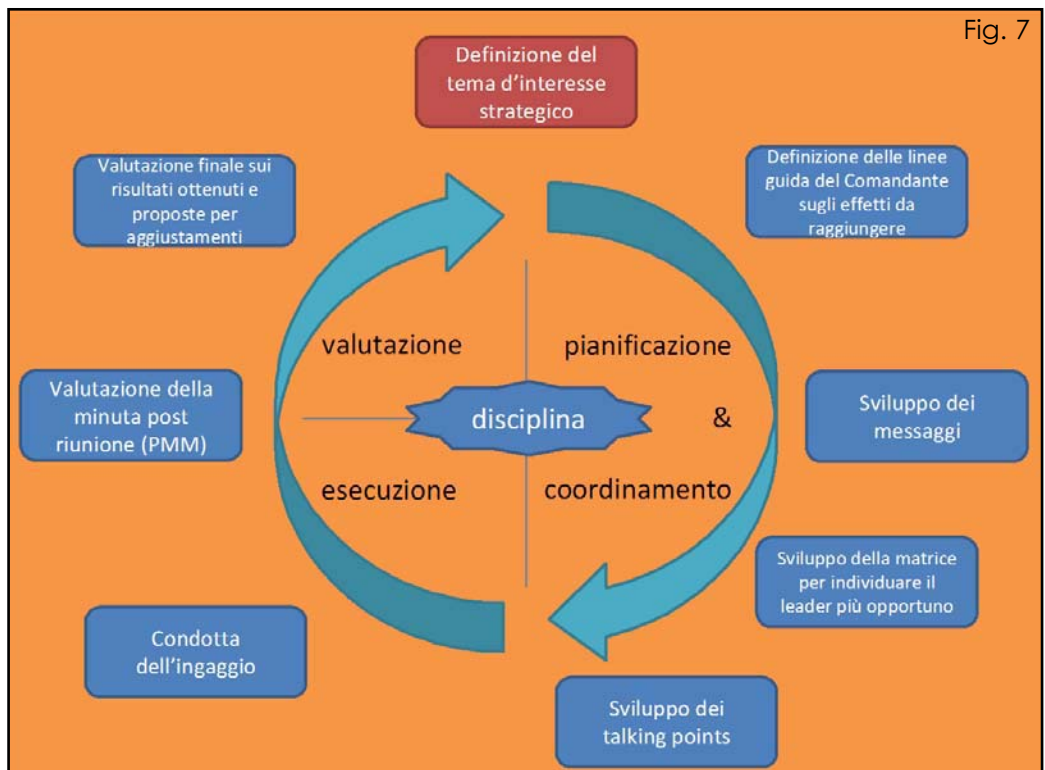 Fig. 7
Definizione del
tema d'interesse
strategico
Definizione delle linee
guida del Comandante
sugli effetti da
raggiungere
Sviluppo dei
messaggi
Sviluppo della matrice
per individuare il
leader più opportuno
Sviluppo dei
talking points
Condotta
dell'ingaggio
Valutazione della
minuta post
riunione (PMM)
Valutazione finale sui
risultati ottenuti e
proposte per
aggiustamenti
valutazione
pianificazione
disciplina
&
esecuzione
coordinamento